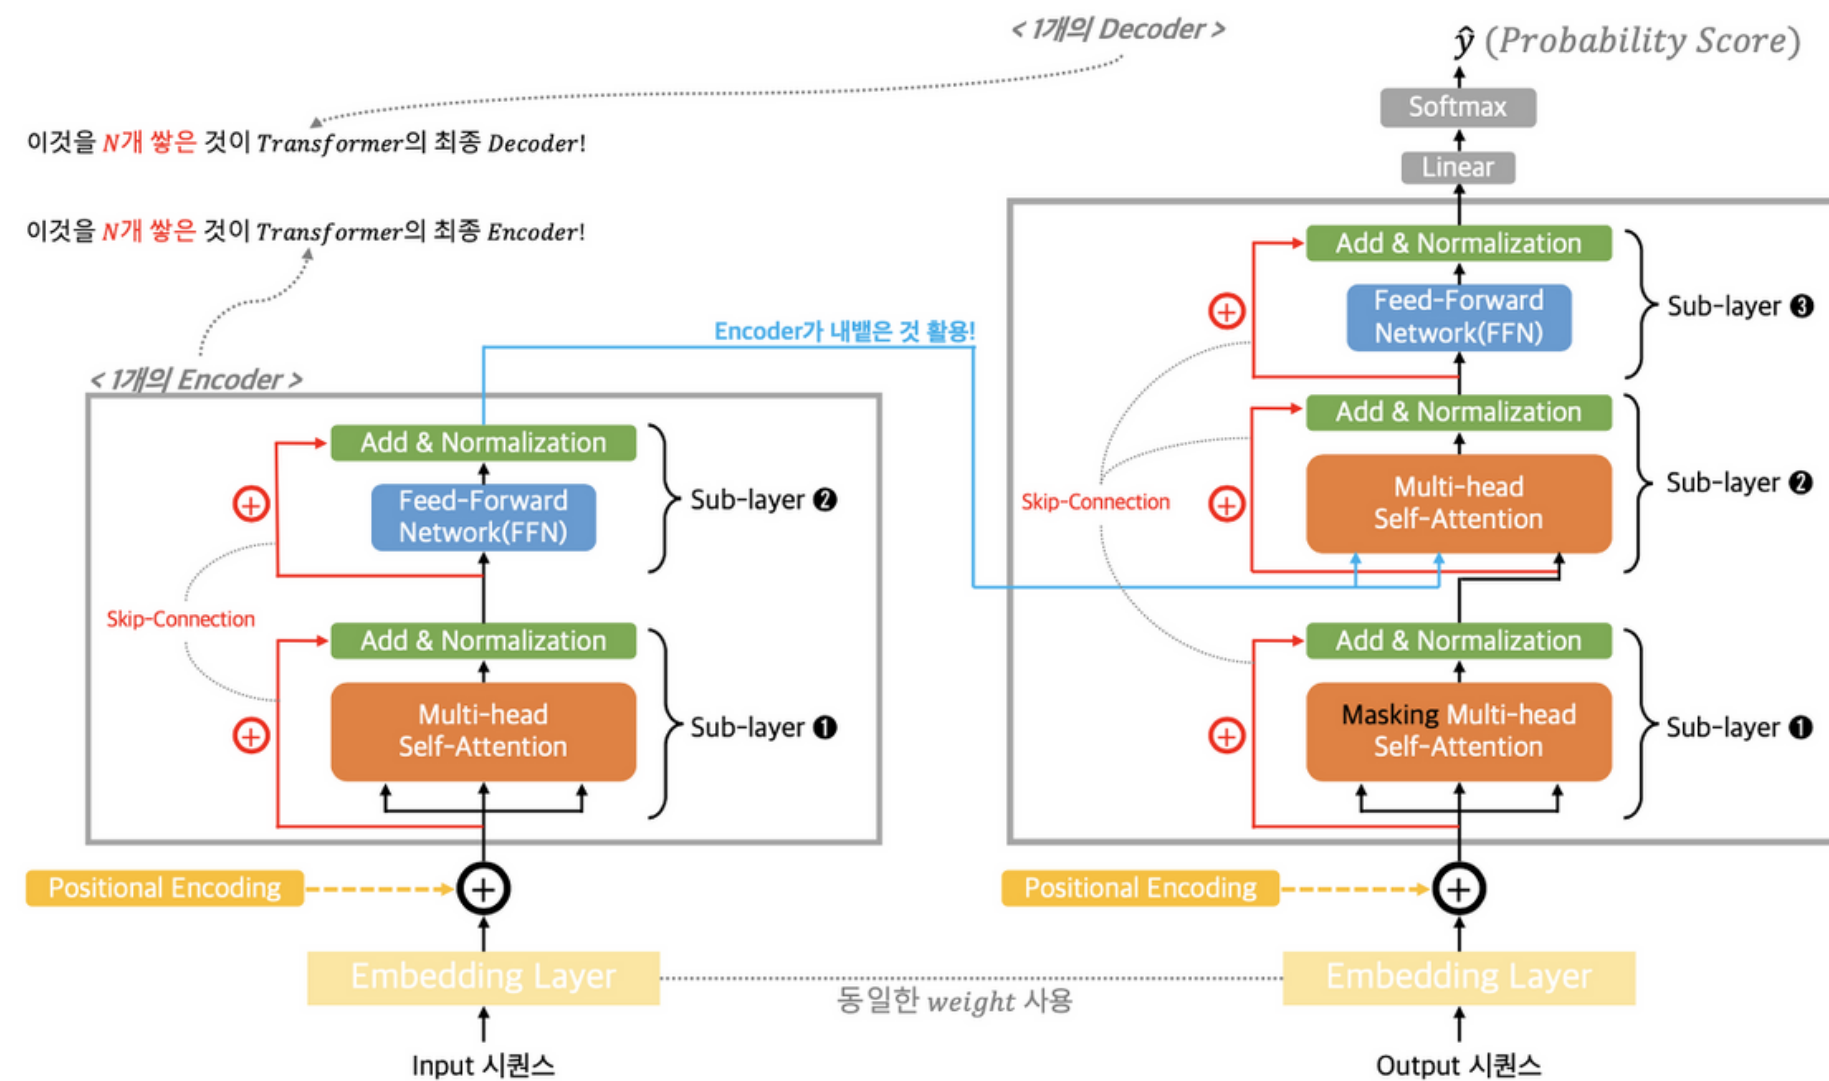 < 1개의 Decoder >
ŷ (Probability Score)
Softmax
Linear
이것을 N개 쌓은 것이 Transformer의 최종 Decoder!
이것을 N개 쌓은 것이 Transformer의 최종 Encoder!
< 1개의 Encoder >
Encoder가 내뱉은 것 활용!
Add & Normalization
Feed-Forward
Network(FFN)
Sub-layer ❷
Skip-Connection
Add & Normalization
Multi-head
Self-Attention
Sub-layer ❶
Positional Encoding
Embedding Layer
Input 시퀀스
동일한 weight 사용
Add & Normalization
Feed-Forward
Network(FFN)
Sub-layer ❸
Add & Normalization
Multi-head
Self-Attention
Sub-layer ❷
Skip-Connection
Add & Normalization
Masking Multi-head
Self-Attention
Sub-layer ❶
Positional Encoding
Embedding Layer
Output 시퀀스